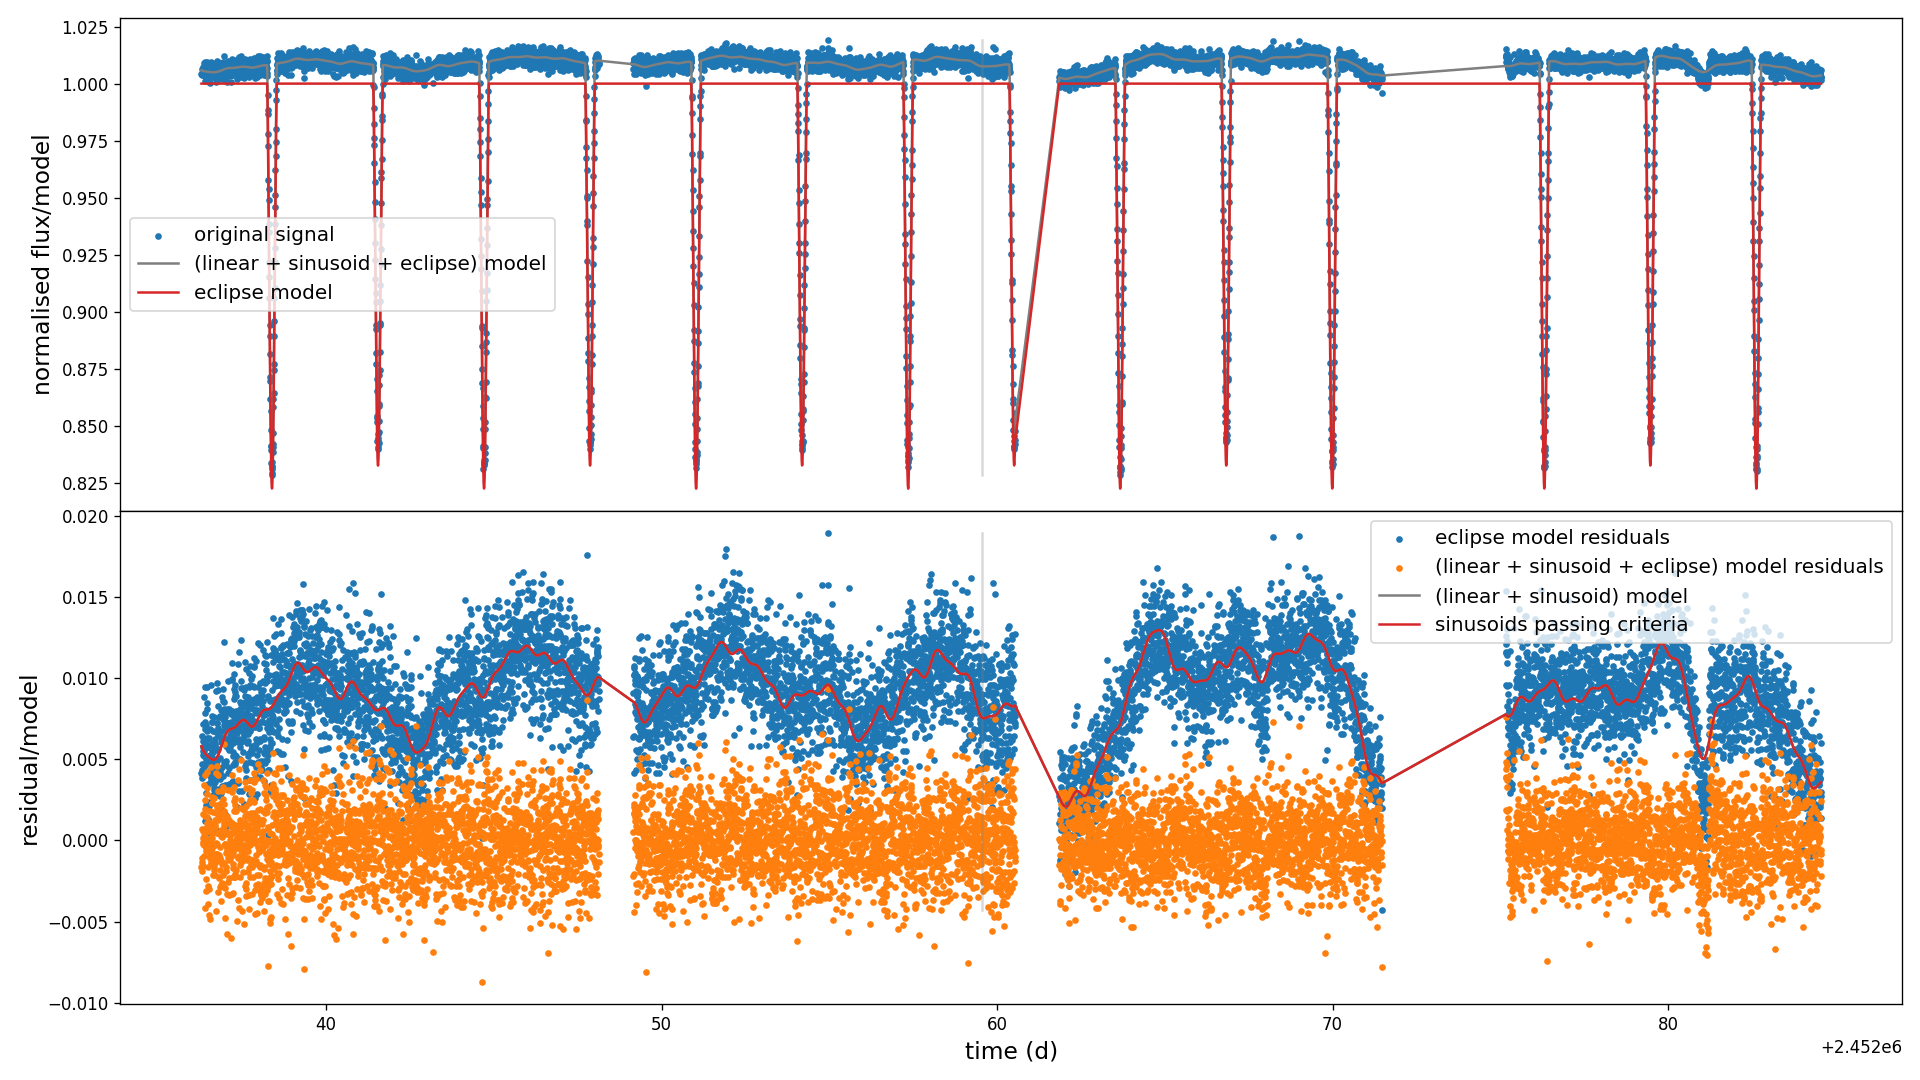 1.025
1.000
0.975
0.950
0.925
0.900
0.875
0.850
0.825
normalised flux/model
original signal
(linear + sinusoid + eclipse) model
eclipse model
0.020
0.015
0.010
0.005
0.000
−0.005
−0.010
residual/model
eclipse model residuals
(linear + sinusoid + eclipse) model residuals
(linear + sinusoid) model
sinusoids passing criteria
40 50 60 70 80
time (d)
+2.452e6